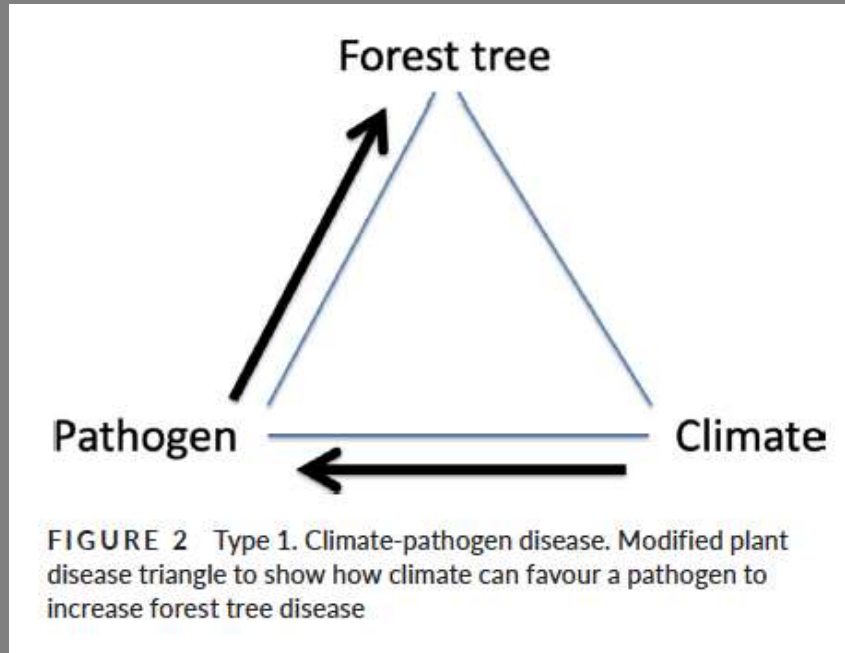 Forest tree
Pathogen
Climate
FIGURE 2 Type 1. Climate-pathogen disease. Modified plant
disease triangle to show how climate can favour a pathogen to
increase forest tree disease